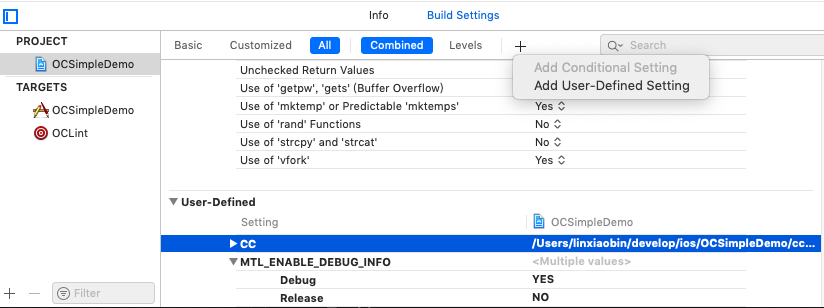 Info Build Settings
PROJECT
OCSimpleDemo
TARGETS
OCSimpleDemo
OCLint
Filter
Basic Customized All Combined Levels + Search
Add Conditional Setting
Add User-Defined Setting
Unchecked Return Values
Use of 'getpw', 'gets' (Buffer Overflow)
Use of 'mktemp' or Predictable 'mktemps' Yes
Use of 'rand' Functions No
Use of 'strcpy' and 'strcat' No
Use of 'vfork' Yes
User-Defined
Setting OCSimpleDemo
CC /Users/linxiaobin/develop/ios/OCSimpleDemo/cc...
MTL_ENABLE_DEBUG_INFO <Multiple values>
Debug YES
Release NO